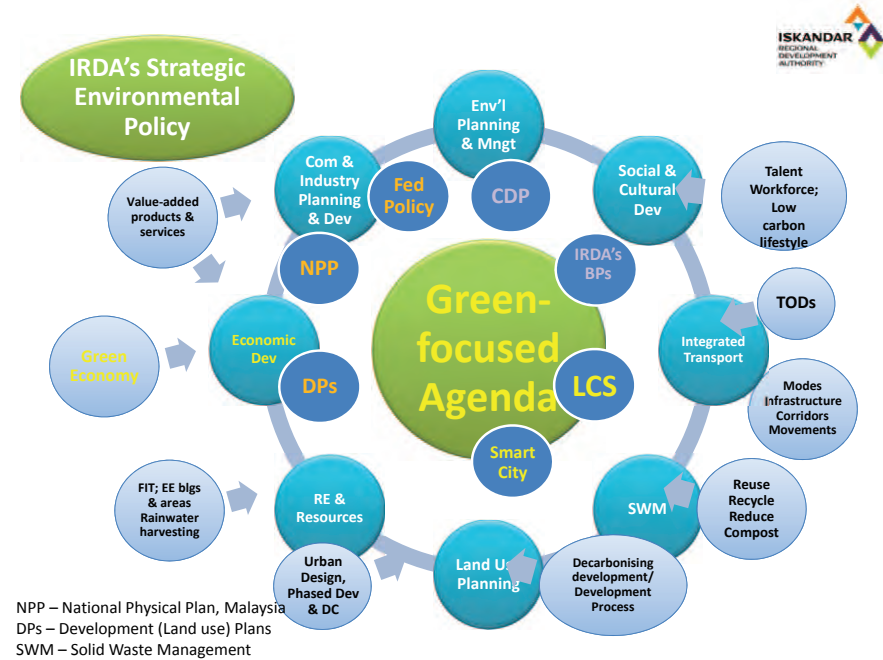 IRDA's Strategic
Environmental
Policy
ISKANDAR
REGIONAL
DEVELOPMENT
AUTHORITY
Env'l
Planning
& Mngt
Com &
Industry
Planning
& Dev
Fed
Policy
CDP
Social &
Cultural
Dev
Talent
Workforce;
Low
carbon
lifestyle
Value-added
products &
services
NPP
IRDA's
BPs
Green-
focused
Agenda
TODs
Green
Economy
Economic
Dev
DPs
LCS
Integrated
Transport
Modes
Infrastructure
Corridors
Movements
Smart
City
FIT; EE blgs
& areas
Rainwater
harvesting
RE &
Resources
SWM
Reuse
Recycle
Reduce
Compost
Urban
Design,
Phased Dev
& DC
Land Use
Planning
Decarbonising
development/
Development
Process
NPP – National Physical Plan, Malaysia
DPs – Development (Land use) Plans
SWM – Solid Waste Management